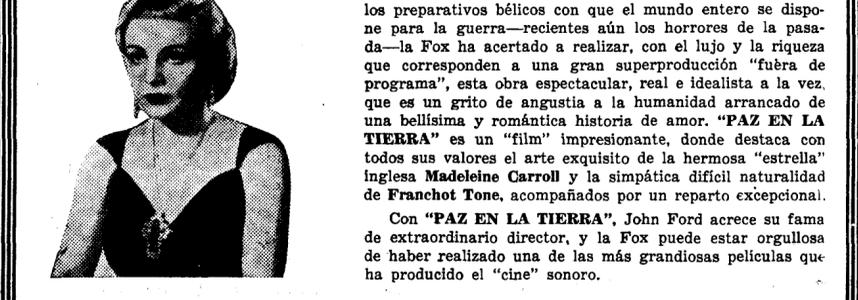 los preparativos bélicos con que el mundo entero se dispo-
ne para la guerra—recientes aún los horrores de la pasa-
da—la Fox ha acertado a realizar, con el lujo y la riqueza
que corresponden a una gran superproducción "fuèra de
programa", esta obra espectacular, real e idealista a la vez,
que es un grito de angustia a la humanidad arrancado de
una bellísima y romántica historia de amor. "PAZ EN LA
TIERRA" es un "film" impresionante, donde destaca con
todos sus valores el arte exquisito de la hermosa "estrella"
inglesa Madeleine Carroll y la simpática difícil naturalidad
de Franchot Tone, acompañados por un reparto excepcional.
Con "PAZ EN LA TIERRA", John Ford acrece su fama
de extraordinario director, y la Fox puede estar orgullosa
de haber realizado una de las más grandiosas películas que
ha producido el "cine" sonoro.